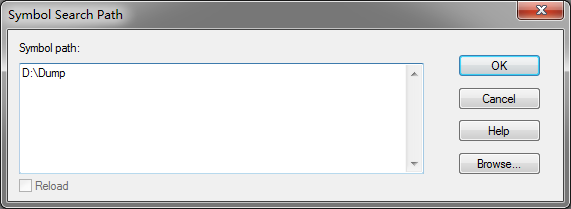 Symbol Search Path
Symbol path:
D:\Dump
OK
Cancel
Help
Browse...
Reload